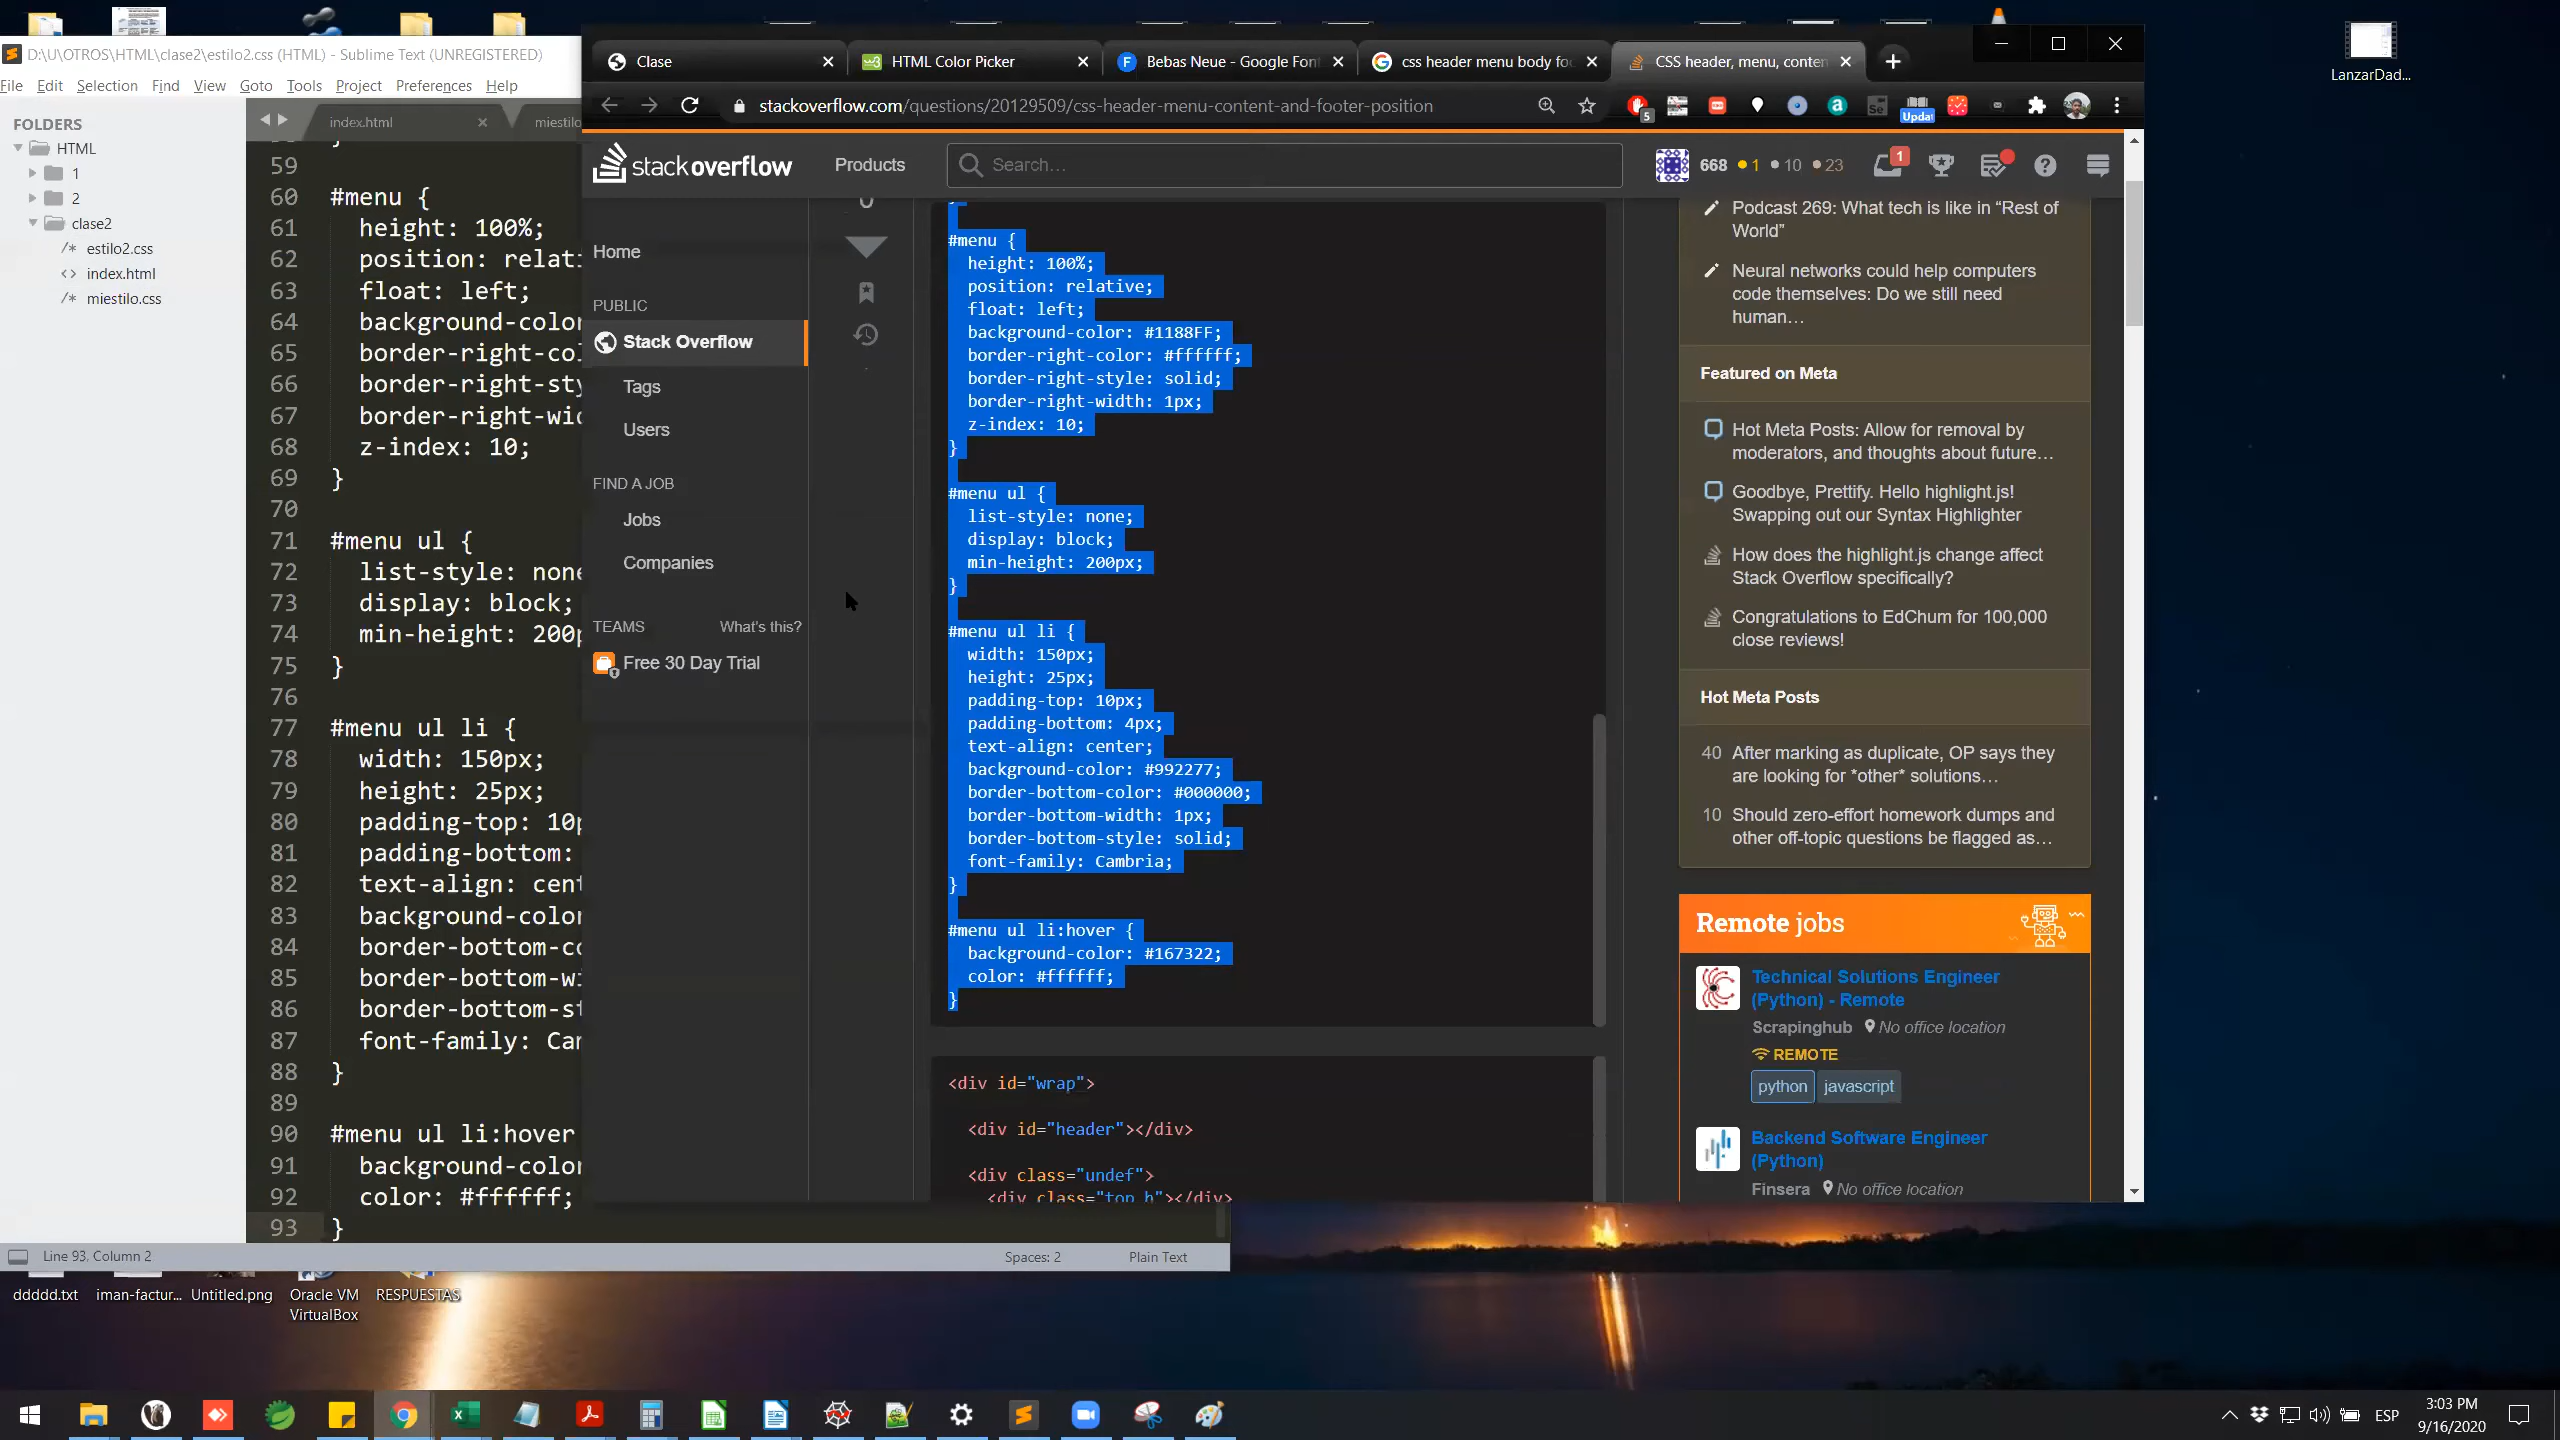 LanzarDad...
D:\U\OTROS\HTML\clase2\estilo2.css (HTML) - Sublime Text (UNREGISTERED)
File Edit Selection Find View Goto Tools Project Preferences Help
FOLDERS
HTML
1
2
clase2
/* estilo2.css
<> index.html
/* miestilo.css
index.html
miestilo
59
60 #menu {
61 height: 100%;
62 position: relati
63 float: left;
64 background-color
65 border-right-col
66 border-right-sty
67 border-right-wid
68 z-index: 10;
69 }
70
71 #menu ul {
72 list-style: none
73 display: block;
74 min-height: 200p
75 }
76
77 #menu ul li {
78 width: 150px;
79 height: 25px;
80 padding-top: 10p
81 padding-bottom:
82 text-align: cent
83 background-color
84 border-bottom-co
85 border-bottom-wi
86 border-bottom-st
87 font-family: Cam
88 }
89
90 #menu ul li:hover
91 background-color
92 color: #ffffff;
93 }
Line 93, Column 2
Spaces: 2
Plain Text
Clase
HTML Color Picker
Bebas Neue - Google Fon
css header menu body foo
CSS header, menu, conten
stackoverflow.com/questions/20129509/css-header-menu-content-and-footer-position
5
Updat
stackoverflow
Products
Search...
668 1 10 23
1
Home
PUBLIC
Stack Overflow
Tags
Users
FIND A JOB
Jobs
Companies
TEAMS
What's this?
Free 30 Day Trial
#menu {
height: 100%;
position: relative;
float: left;
background-color: #1188FF;
border-right-color: #ffffff;
border-right-style: solid;
border-right-width: 1px;
z-index: 10;
}
#menu ul {
list-style: none;
display: block;
min-height: 200px;
}
#menu ul li {
width: 150px;
height: 25px;
padding-top: 10px;
padding-bottom: 4px;
text-align: center;
background-color: #992277;
border-bottom-color: #000000;
border-bottom-width: 1px;
border-bottom-style: solid;
font-family: Cambria;
}
#menu ul li:hover {
background-color: #167322;
color: #ffffff;
}
<div id="wrap">
<div id="header"></div>
<div class="undef">
<div class="top_h"></div>
Podcast 269: What tech is like in “Rest of
World”
Neural networks could help computers
code themselves: Do we still need
human…
Featured on Meta
Hot Meta Posts: Allow for removal by
moderators, and thoughts about future…
Goodbye, Prettify. Hello highlight.js!
Swapping out our Syntax Highlighter
How does the highlight.js change affect
Stack Overflow specifically?
Congratulations to EdChum for 100,000
close reviews!
Hot Meta Posts
40 After marking as duplicate, OP says they
are looking for *other* solutions…
10 Should zero-effort homework dumps and
other off-topic questions be flagged as…
Remote jobs
Technical Solutions Engineer
(Python) - Remote
Scrapinghub No office location
REMOTE
python javascript
Backend Software Engineer
(Python)
Finsera No office location
ddddd.txt
iman-factur...
Untitled.png
Oracle VM
VirtualBox
RESPUESTAS
ESP
3:03 PM
9/16/2020